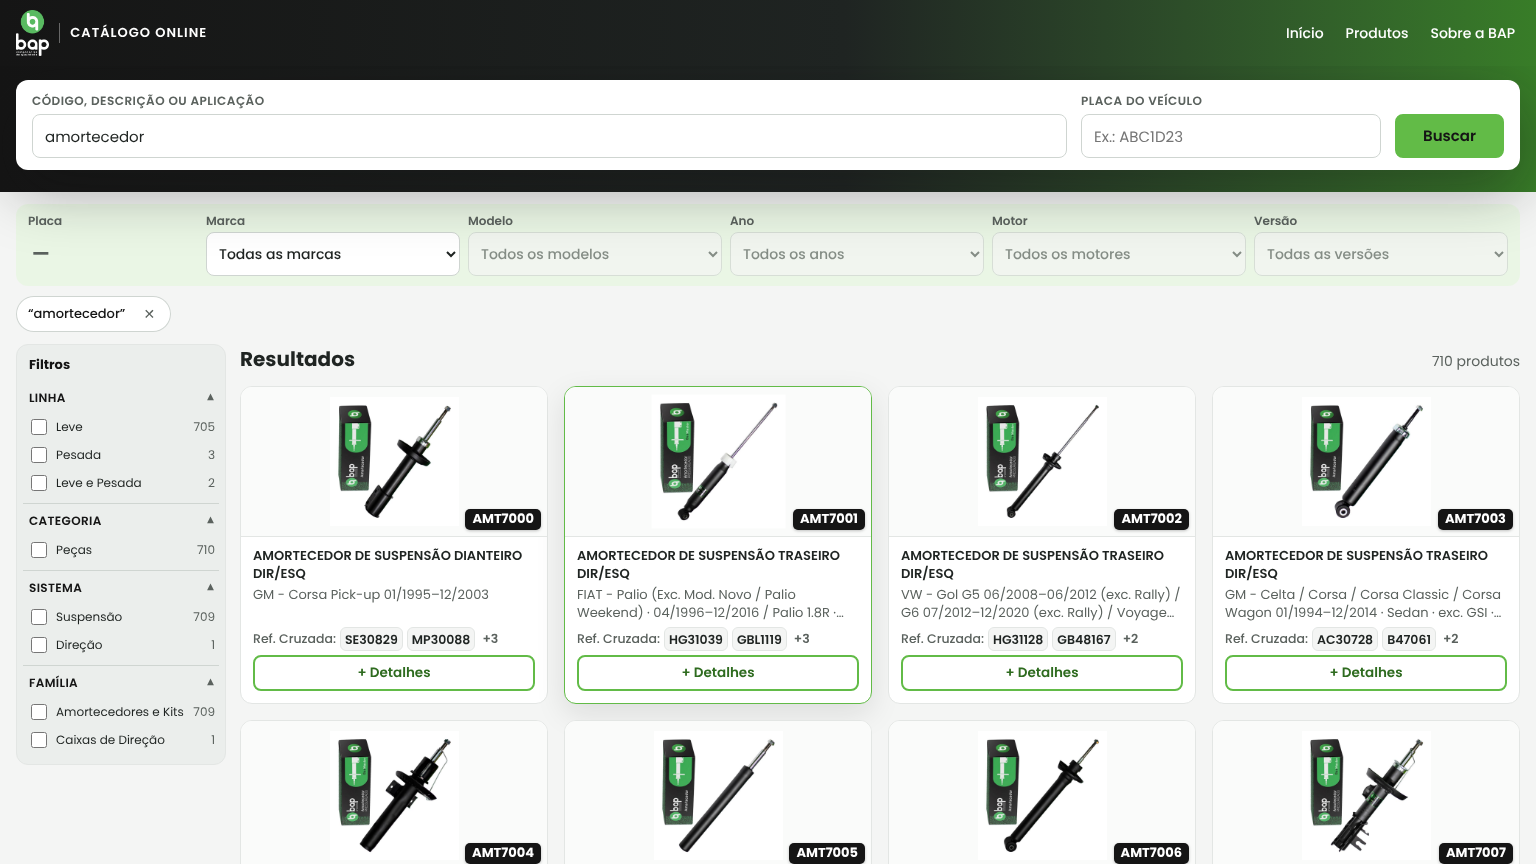 bap
CATÁLOGO ONLINE
Início
Produtos
Sobre a BAP
CÓDIGO, DESCRIÇÃO OU APLICAÇÃO
amortecedor
PLACA DO VEÍCULO
Ex.: ABC1D23
Buscar
Placa
—
Marca
Todas as marcas
Modelo
Todos os modelos
Ano
Todos os anos
Motor
Todos os motores
Versão
Todas as versões
“amortecedor” ×
Filtros
LINHA
Leve 705
Pesada 3
Leve e Pesada 2
CATEGORIA
Peças 710
SISTEMA
Suspensão 709
Direção 1
FAMÍLIA
Amortecedores e Kits 709
Caixas de Direção 1
Resultados
710 produtos
bap
AMT7000
AMORTECEDOR DE SUSPENSÃO DIANTEIRO
DIR/ESQ
GM - Corsa Pick-up 01/1995–12/2003
Ref. Cruzada: SE30829 MP30088 +3
+ Detalhes
bap
AMT7001
AMORTECEDOR DE SUSPENSÃO TRASEIRO
DIR/ESQ
FIAT - Palio (Exc. Mod. Novo / Palio
Weekend) · 04/1996–12/2016 / Palio 1.8R ·…
Ref. Cruzada: HG31039 GBL1119 +3
+ Detalhes
bap
AMT7002
AMORTECEDOR DE SUSPENSÃO TRASEIRO
DIR/ESQ
VW - Gol G5 06/2008–06/2012 (exc. Rally) /
G6 07/2012–12/2020 (exc. Rally) / Voyage…
Ref. Cruzada: HG31128 GB48167 +2
+ Detalhes
bap
AMT7003
AMORTECEDOR DE SUSPENSÃO TRASEIRO
DIR/ESQ
GM - Celta / Corsa / Corsa Classic / Corsa
Wagon 01/1994–12/2014 · Sedan · exc. GSI ·…
Ref. Cruzada: AC30728 B47061 +2
+ Detalhes
bap
AMT7004
bap
AMT7005
bap
AMT7006
bap
AMT7007